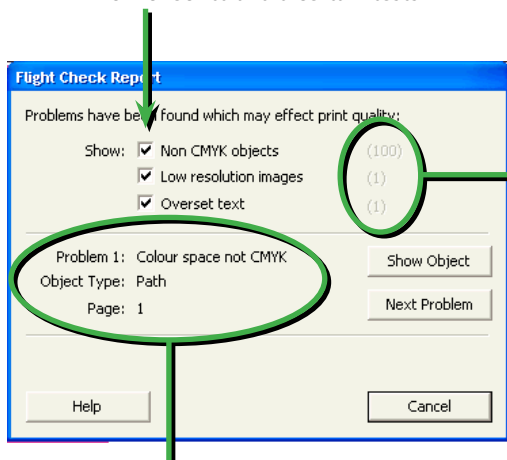 Flight Check Report
Problems have been found which may effect print quality:
Show: Non CMYK objects (100)
Low resolution images (1)
Overset text (1)
Problem 1: Colour space not CMYK
Object Type: Path
Page: 1
Show Object
Next Problem
Help
Cancel